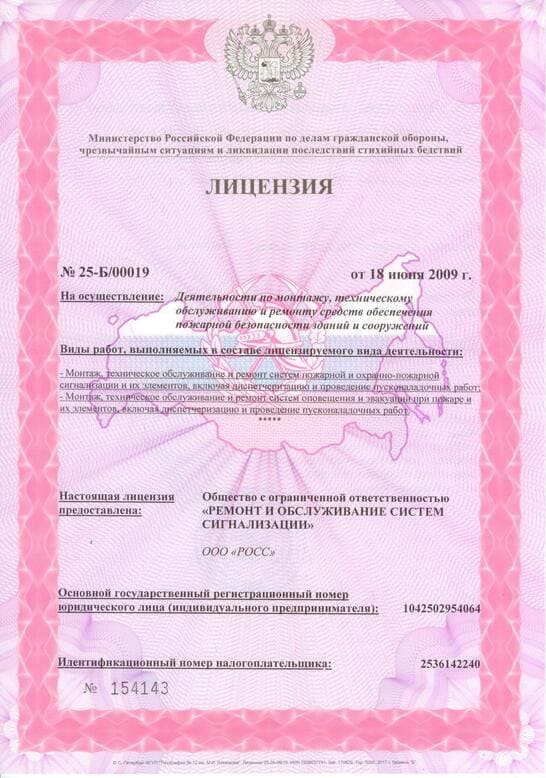 Министерство Российской Федерации по делам гражданской обороны,
чрезвычайным ситуациям и ликвидации последствий стихийных бедствий
ЛИЦЕНЗИЯ
№ 25-Б/00019 от 18 июня 2009 г.
На осуществление: Деятельности по монтажу, техническому
обслуживанию и ремонту средств обеспечения
пожарной безопасности зданий и сооружений
Виды работ, выполняемых в составе лицензируемого вида деятельности:
- Монтаж, техническое обслуживание и ремонт систем пожарной и охранно-пожарной
сигнализации и их элементов, включая диспетчеризацию и проведение пусконаладочных работ;
- Монтаж, техническое обслуживание и ремонт систем оповещения и эвакуации при пожаре и
их элементов, включая диспетчеризацию и проведение пусконаладочных работ.
*****
Настоящая лицензия Общество с ограниченной ответственностью
предоставлена: «РЕМОНТ И ОБСЛУЖИВАНИЕ СИСТЕМ
СИГНАЛИЗАЦИИ»
ООО «РОСС»
Основной государственный регистрационный номер
юридического лица (индивидуального предпринимателя): 1042502954064
Идентификационный номер налогоплательщика: 2536142240
№ 154143